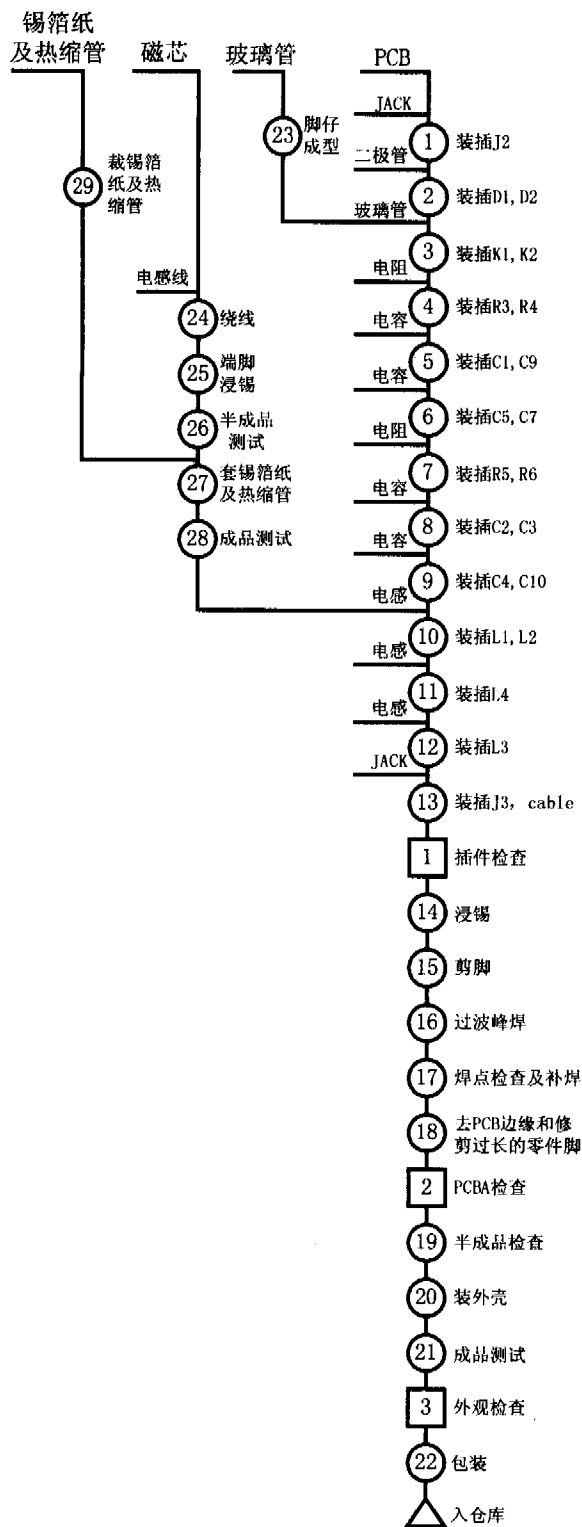 锡箔纸
及热缩管
磁芯
玻璃管
PCB
JACK
1 装插J2
二极管
23 脚仔
成型
2 装插D1, D2
29 裁锡箔
纸及热
缩管
玻璃管
3 装插K1, K2
电阻
电感线
4 装插R3, R4
24 绕线
电容
5 装插C1, C9
25 端脚
浸锡
电容
6 装插C5, C7
26 半成品
测试
电阻
7 装插R5, R6
27 套锡箔纸
及热缩管
电容
8 装插C2, C3
28 成品测试
电容
9 装插C4, C10
电感
10 装插L1, L2
电感
11 装插L4
电感
12 装插L3
JACK
13 装插J3, cable
1 插件检查
14 浸锡
15 剪脚
16 过波峰焊
17 焊点检查及补焊
18 去PCB边缘和修
剪过长的零件脚
2 PCBA检查
19 半成品检查
20 装外壳
21 成品测试
3 外观检查
22 包装
入仓库